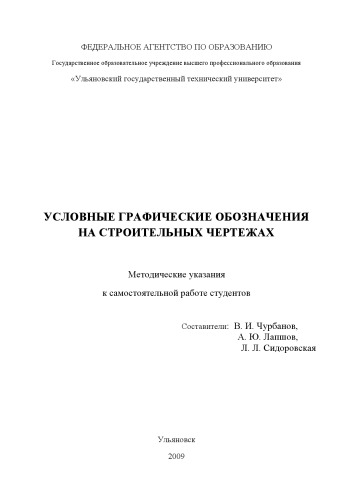 ФЕДЕРАЛЬНОЕ АГЕНТСТВО ПО ОБРАЗОВАНИЮ
Государственное образовательное учреждение высшего профессионального образования
«Ульяновский государственный технический университет»
УСЛОВНЫЕ ГРАФИЧЕСКИЕ ОБОЗНАЧЕНИЯ
НА СТРОИТЕЛЬНЫХ ЧЕРТЕЖАХ
Методические указания
к самостоятельной работе студентов
Составители: В. И. Чурбанов,
А. Ю. Лапшов,
Л. Л. Сидоровская
Ульяновск
2009